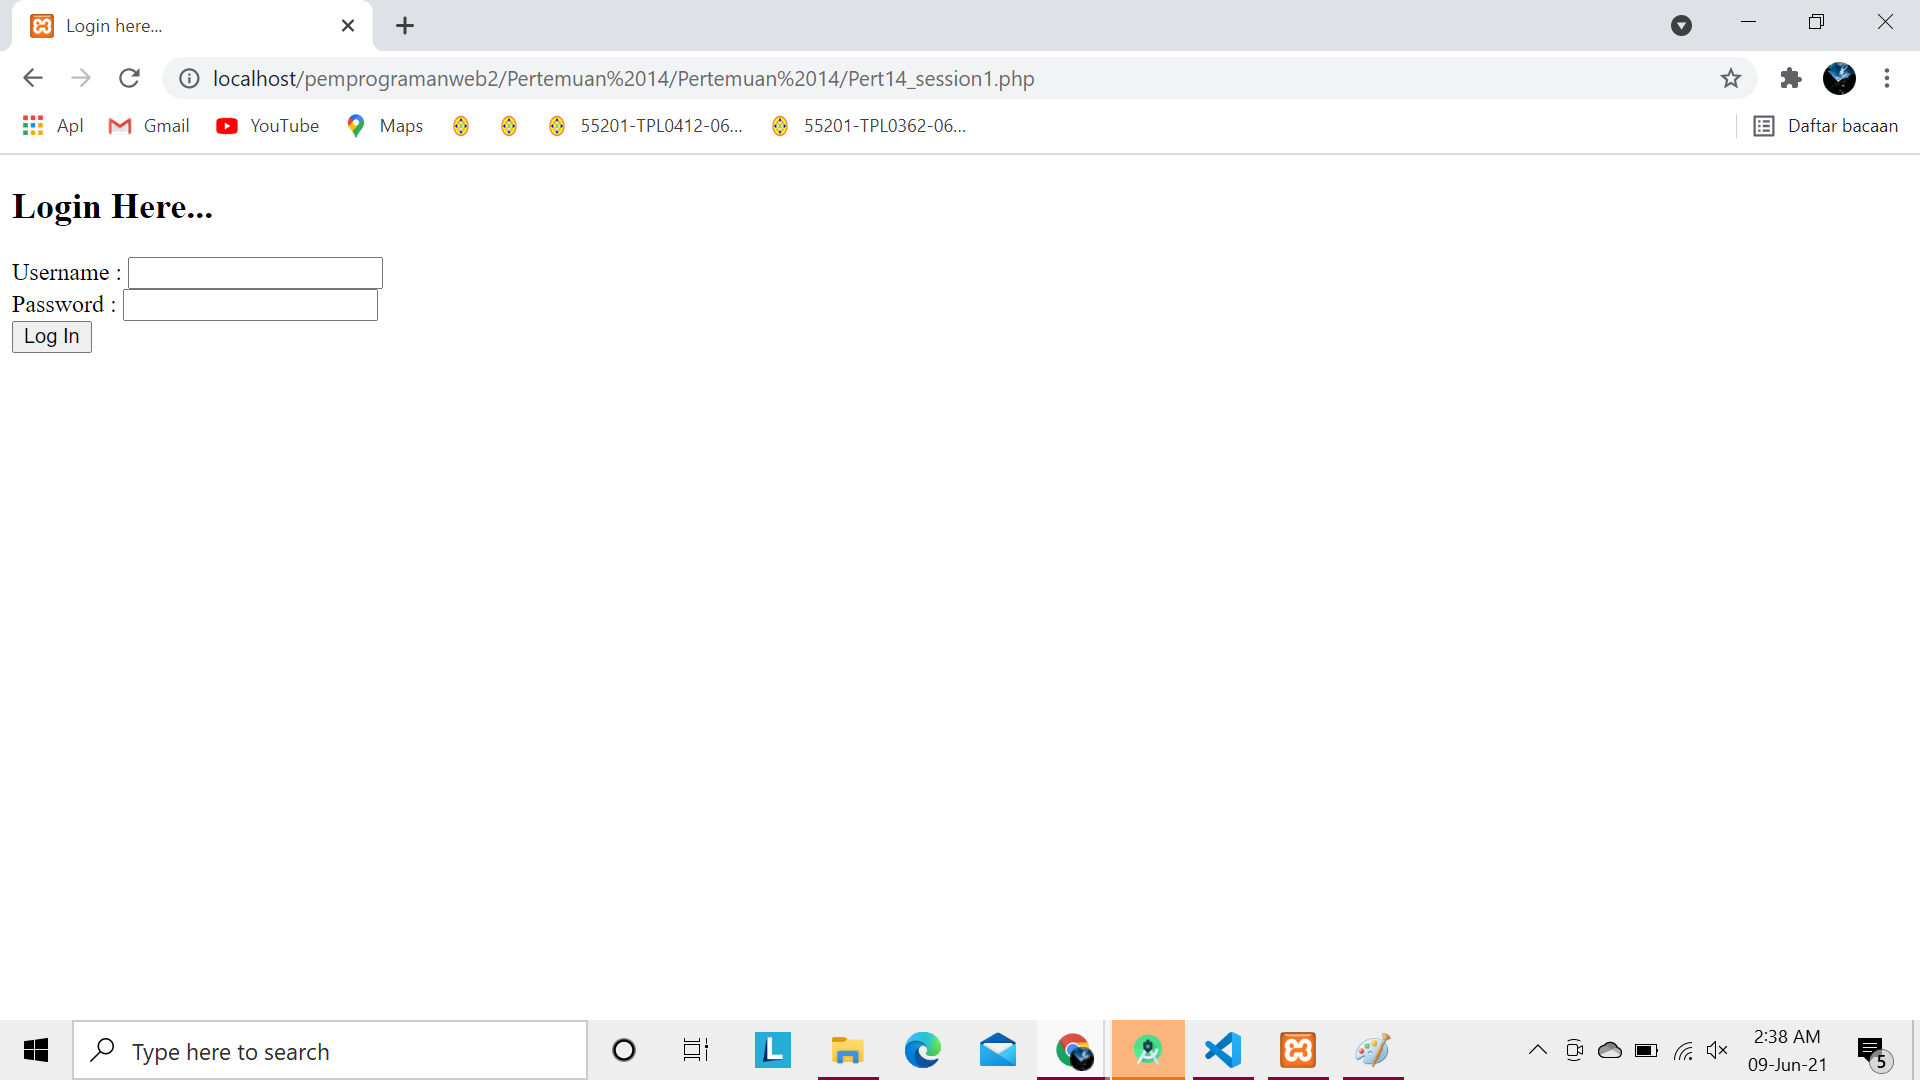 Login here...
localhost/pemprogramanweb2/Pertemuan%2014/Pertemuan%2014/Pert14_session1.php
Apl Gmail YouTube Maps 55201-TPL0412-06... 55201-TPL0362-06... Daftar bacaan
Login Here...
Username :
Password :
Log In
Type here to search
L
2:38 AM
09-Jun-21
5